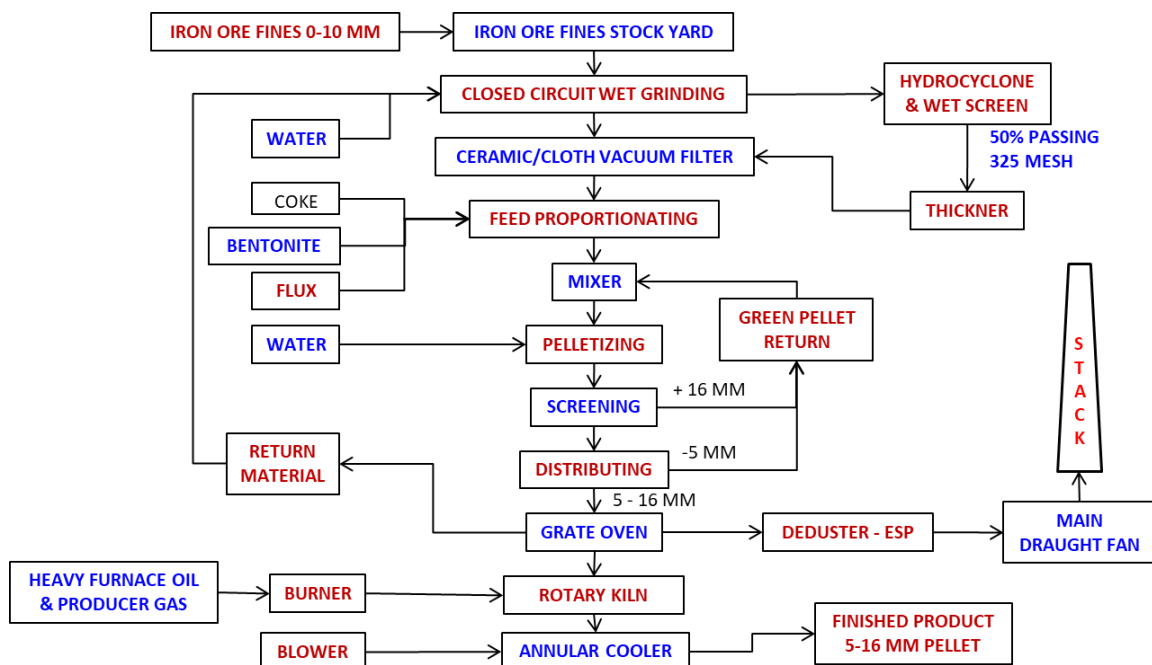 IRON ORE FINES 0-10 MM
IRON ORE FINES STOCK YARD
CLOSED CIRCUIT WET GRINDING
HYDROCYCLONE
& WET SCREEN
WATER
50% PASSING
325 MESH
CERAMIC/CLOTH VACUUM FILTER
COKE
THICKNER
FEED PROPORTIONATING
BENTONITE
FLUX
MIXER
GREEN PELLET
RETURN
WATER
PELLETIZING
+ 16 MM
SCREENING
STACK
RETURN
MATERIAL
-5 MM
DISTRIBUTING
5 - 16 MM
GRATE OVEN
DEDUSTER - ESP
MAIN
DRAUGHT FAN
HEAVY FURNACE OIL
& PRODUCER GAS
BURNER
ROTARY KILN
FINISHED PRODUCT
5-16 MM PELLET
BLOWER
ANNULAR COOLER